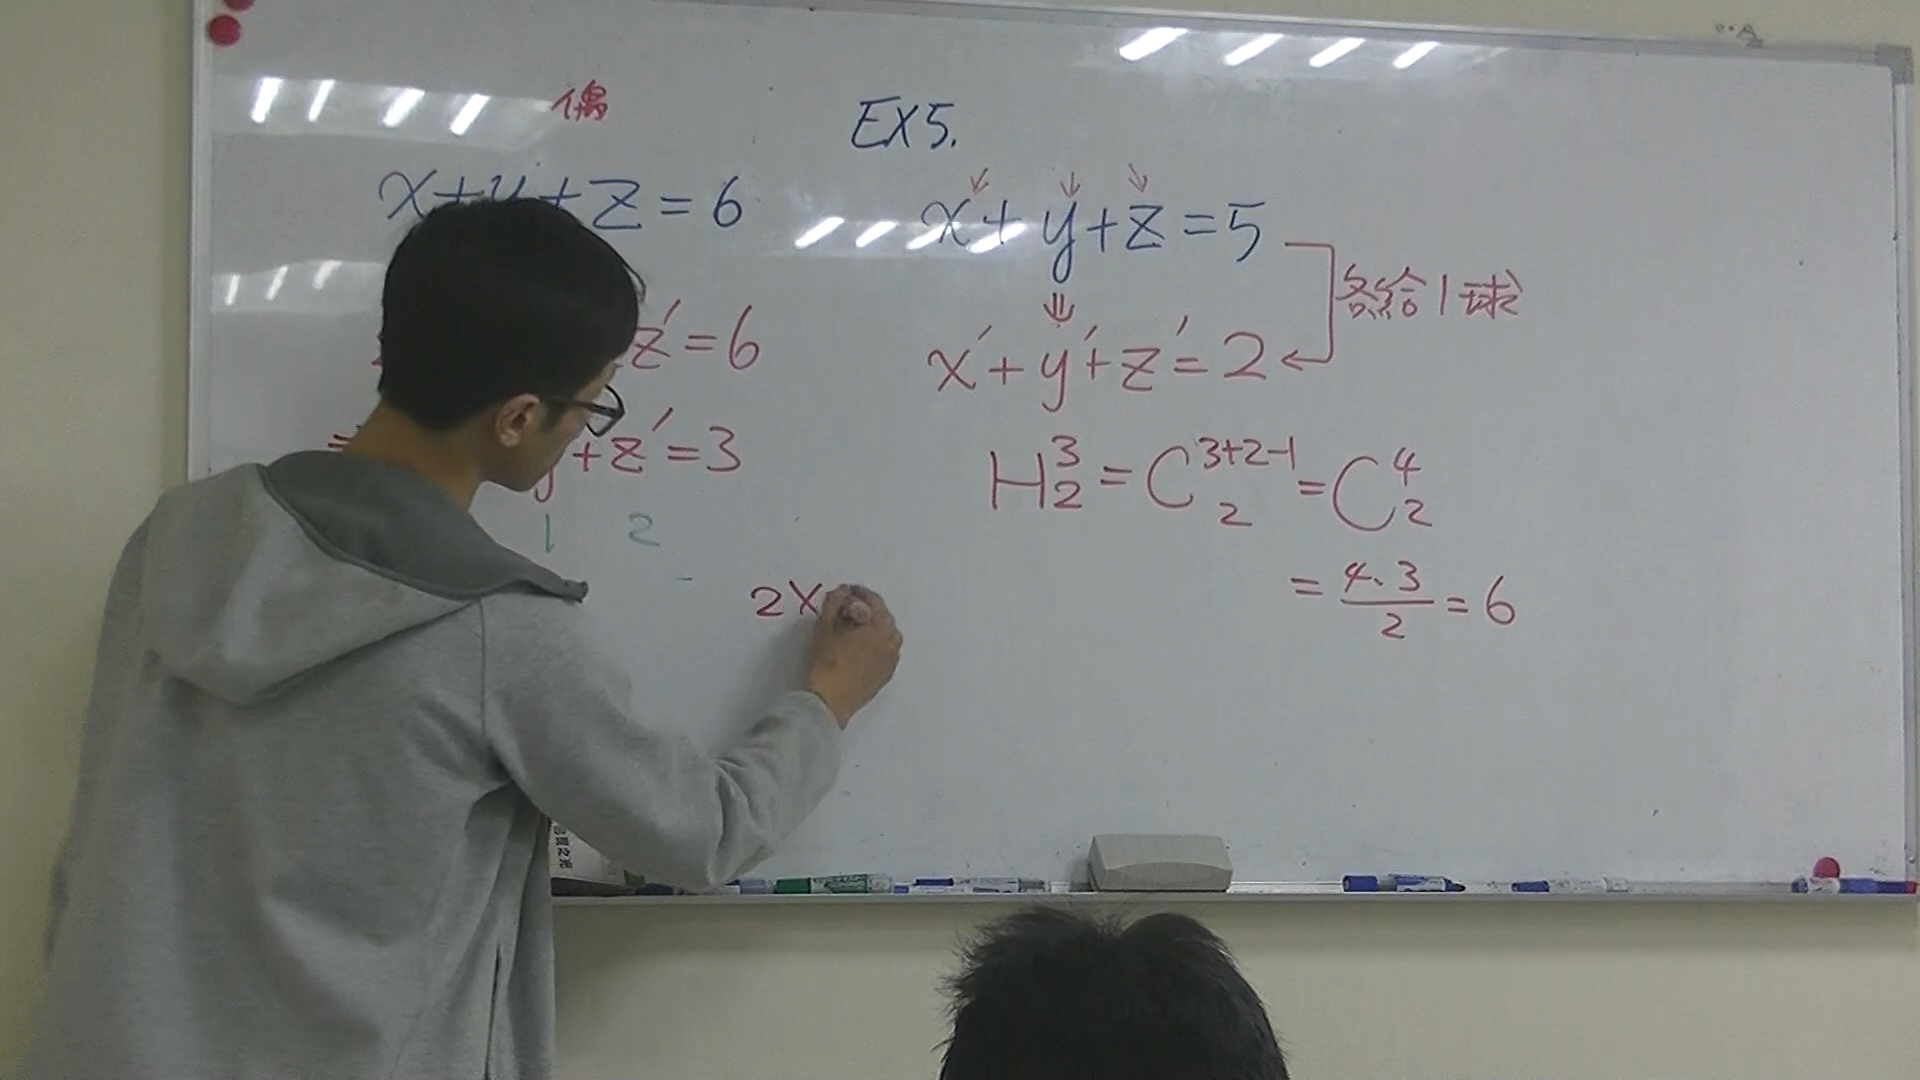 偶
x+y+z=6
z′=6
y′+z′=3
1 2
2x
EX5.
x+y+z=5
各給1球
⇓
x′+y′+z′=2
H³₂=C³⁺²⁻¹₂=C⁴₂
=4·3/2=6